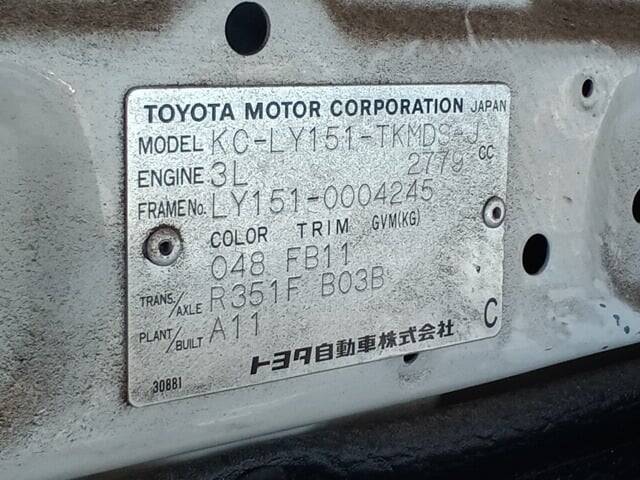 TOYOTA MOTOR CORPORATION JAPAN
MODEL KC-LY151-TKMDS-J
ENGINE 3L 2779 CC
FRAME No. LY151-0004245
COLOR TRIM GVM(KG)
048 FB11
TRANS./AXLE R351F B03B
PLANT/BUILT A11
トヨタ自動車株式会社 C
30881